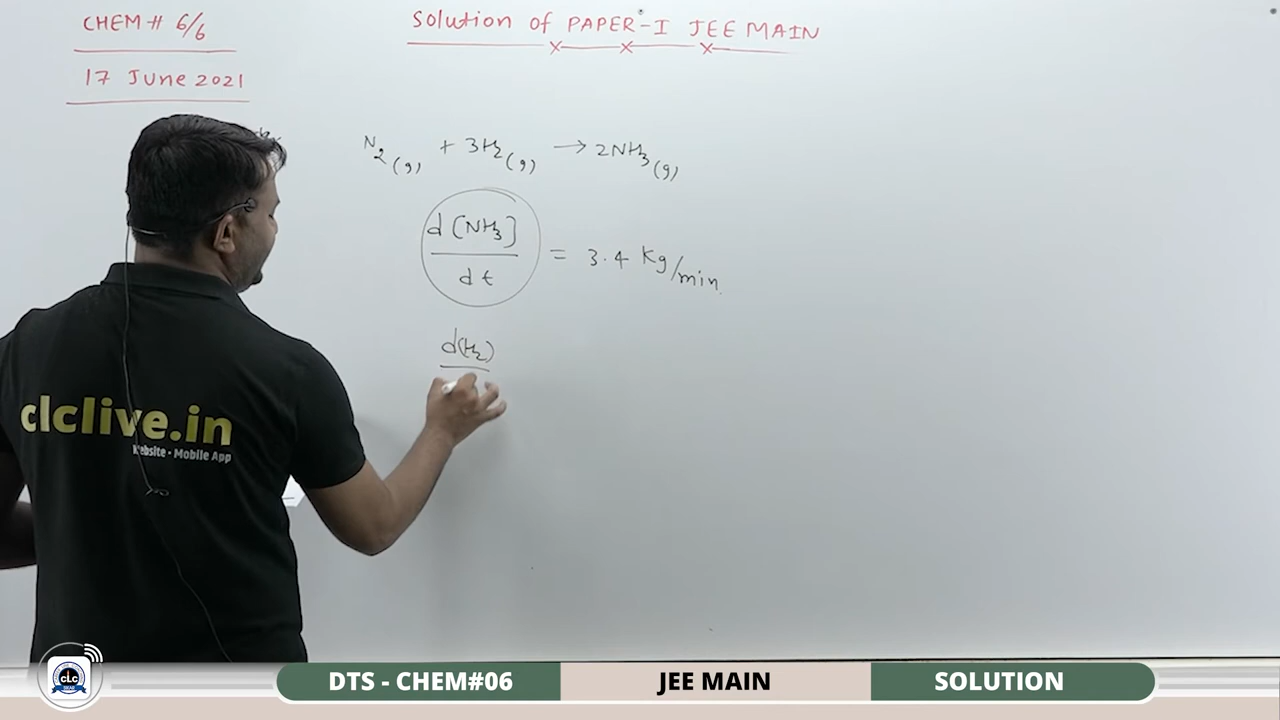 CHEM# 6/6
17 June 2021
Solution of PAPER-I JEE MAIN
N2(g) + 3H2(g) → 2NH3(g)
d[NH3]/dt = 3.4 Kg/min.
d(H2)
clclive.in
Website • Mobile App
CLC
DTS - CHEM#06
JEE MAIN
SOLUTION